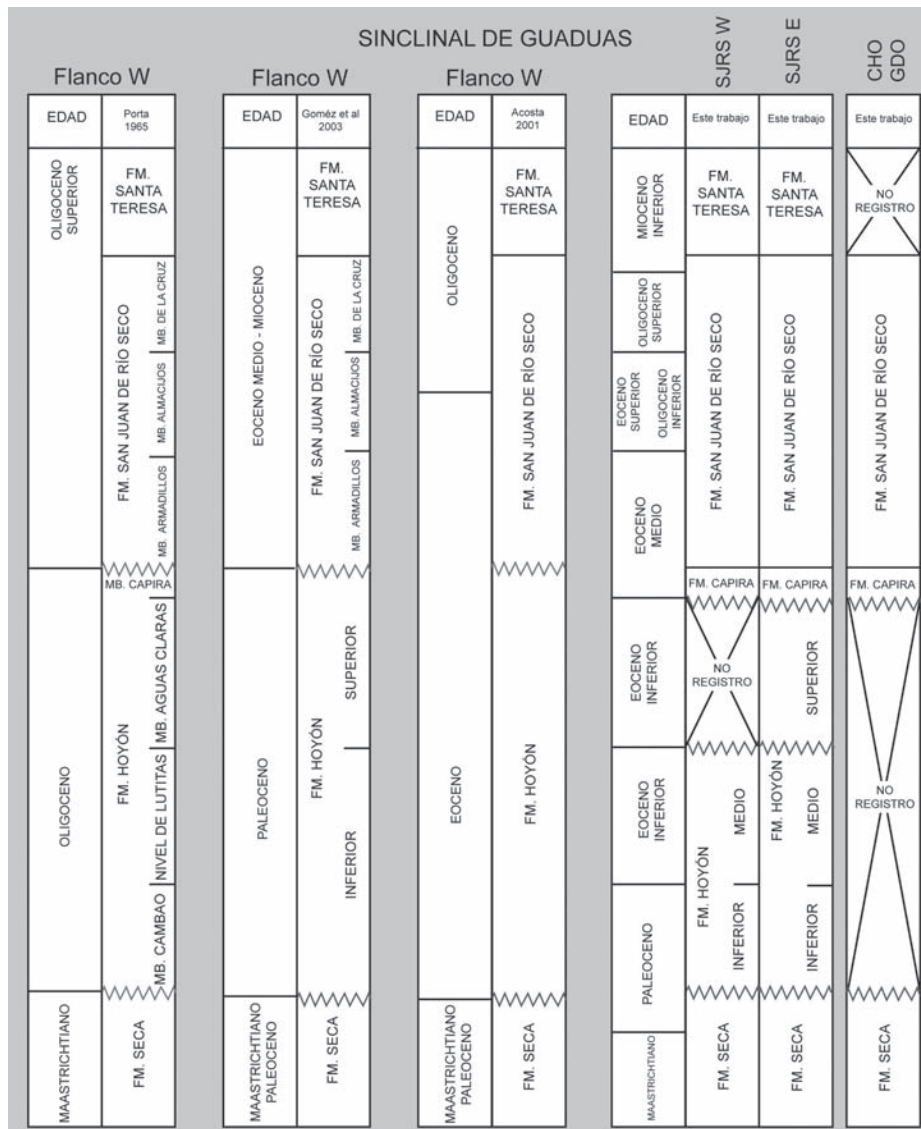 SINCLINAL DE GUADUAS
Flanco W
EDAD
Porta
1965
OLIGOCENO
SUPERIOR
OLIGOCENO
MAASTRICHTIANO
FM.
SANTA
TERESA
FM. SAN JUAN DE RÍO SECO
MB. DE LA CRUZ
MB. ALMACIJOS
MB. ARMADILLOS
MB. CAPIRA
FM. HOYÓN
MB. AGUAS CLARAS
NIVEL DE LUTITAS
MB. CAMBAO
FM. SECA
Flanco W
EDAD
Goméz et al
2003
EOCENO MEDIO - MIOCENO
PALEOCENO
MAASTRICHTIANO
PALEOCENO
FM.
SANTA
TERESA
FM. SAN JUAN DE RÍO SECO
MB. DE LA CRUZ
MB. ALMACIJOS
MB. ARMADILLOS
FM. HOYÓN
SUPERIOR
INFERIOR
FM. SECA
Flanco W
EDAD
Acosta
2001
OLIGOCENO
EOCENO
MAASTRICHTIANO
PALEOCENO
FM.
SANTA
TERESA
FM. SAN JUAN DE RÍO SECO
FM. HOYÓN
FM. SECA
EDAD
MIOCENO
INFERIOR
OLIGOCENO
SUPERIOR
EOCENO
SUPERIOR
OLIGOCENO
INFERIOR
EOCENO
MEDIO
EOCENO
INFERIOR
EOCENO
INFERIOR
PALEOCENO
MAASTRICHTIANO
SJRS W
Este trabajo
FM.
SANTA
TERESA
FM. SAN JUAN DE RÍO SECO
FM. CAPIRA
NO
REGISTRO
FM. HOYÓN
MEDIO
INFERIOR
FM. SECA
SJRS E
Este trabajo
FM.
SANTA
TERESA
FM. SAN JUAN DE RÍO SECO
FM. CAPIRA
SUPERIOR
FM. HOYÓN
MEDIO
INFERIOR
FM. SECA
CHO
GDO
Este trabajo
NO
REGISTRO
FM. SAN JUAN DE RÍO SECO
FM. CAPIRA
NO
REGISTRO
FM. SECA